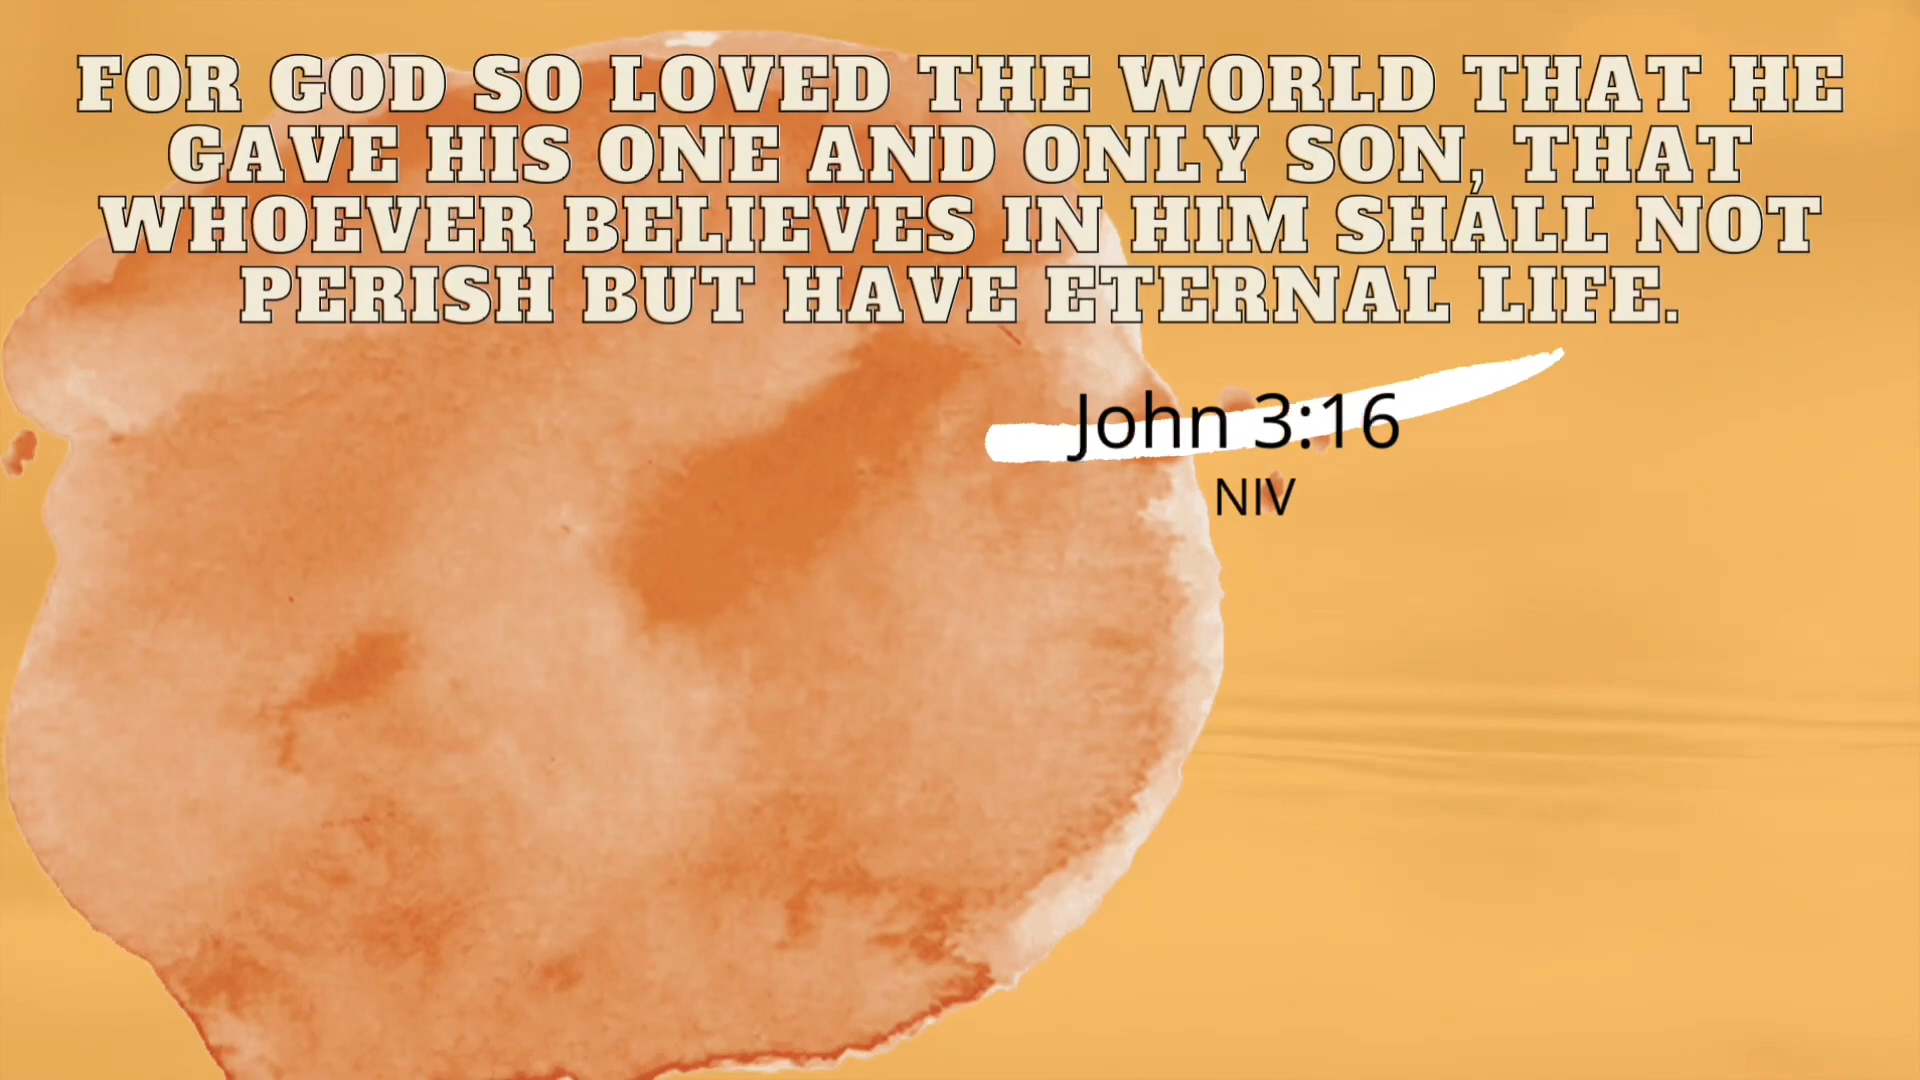 FOR GOD SO LOVED THE WORLD THAT HE
GAVE HIS ONE AND ONLY SON, THAT
WHOEVER BELIEVES IN HIM SHALL NOT
PERISH BUT HAVE ETERNAL LIFE.
John 3:16
NIV